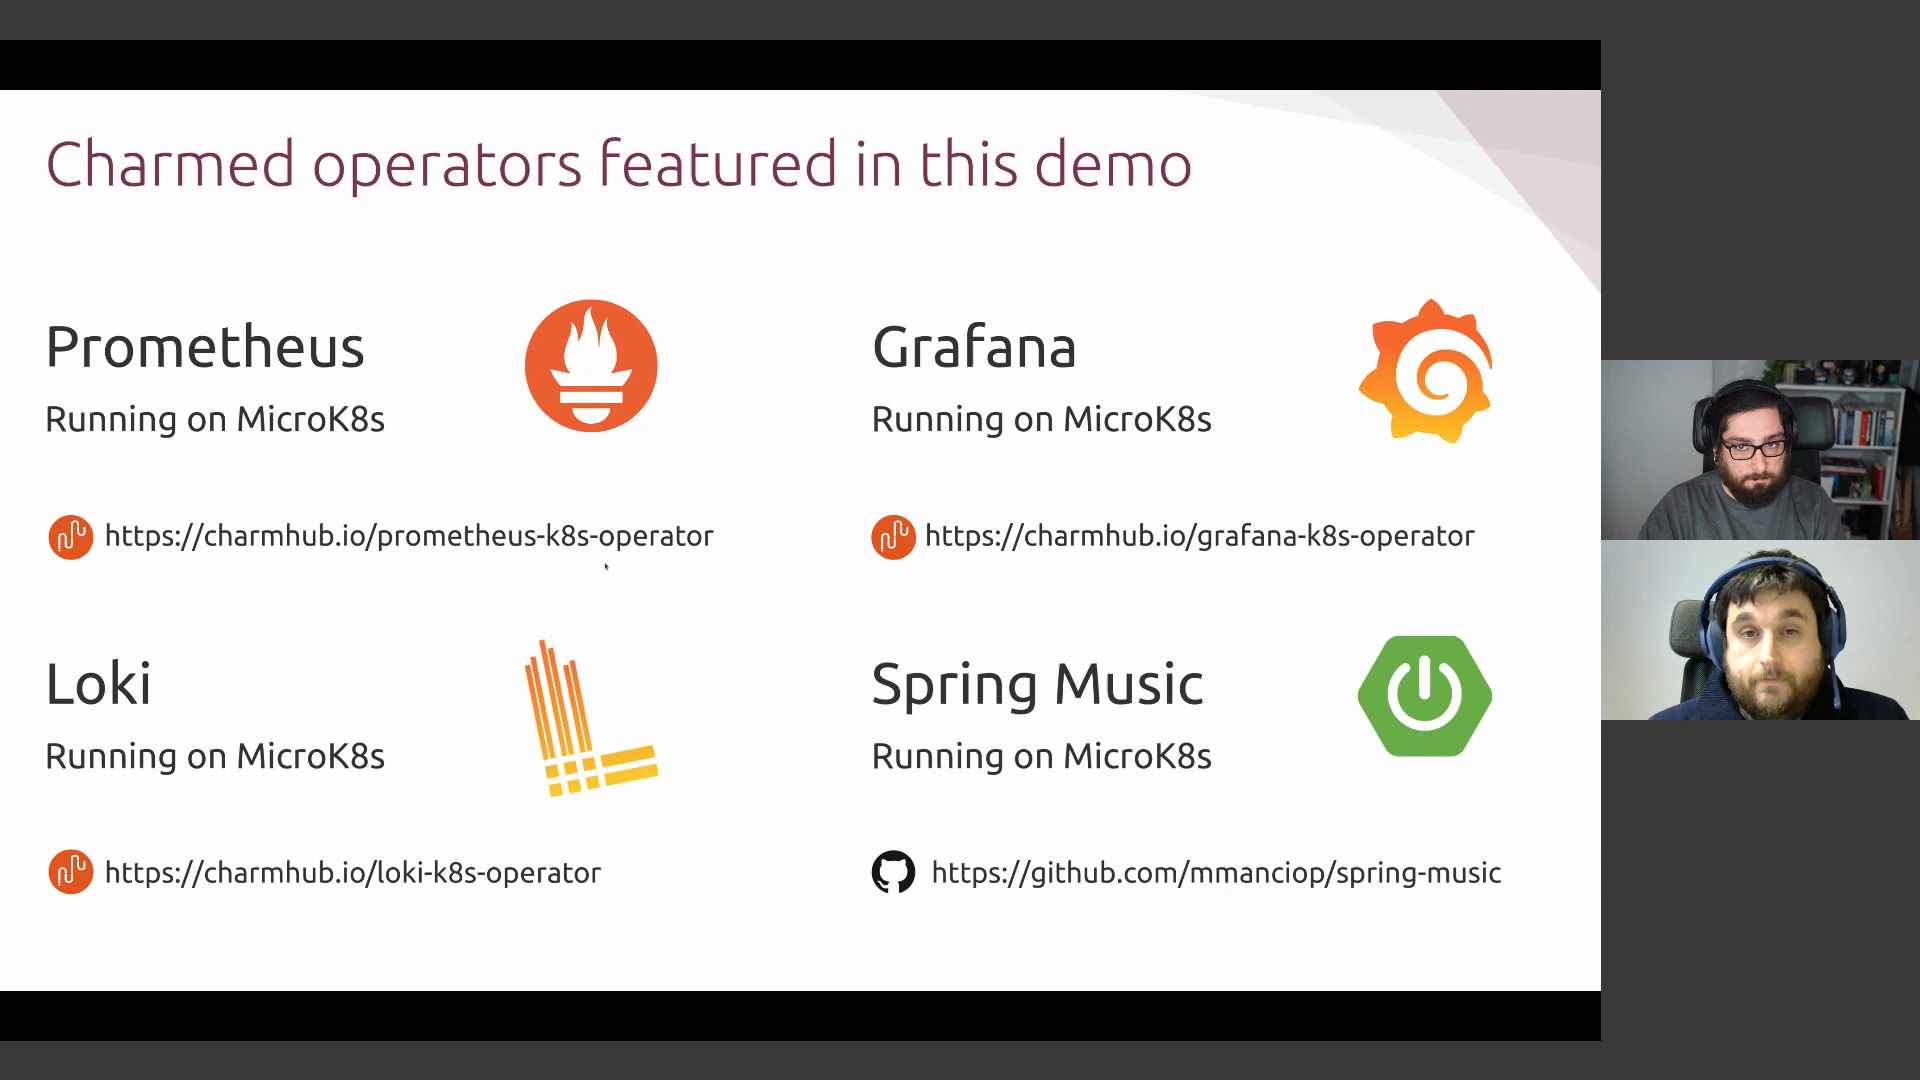 Charmed operators featured in this demo
Prometheus
Running on MicroK8s
https://charmhub.io/prometheus-k8s-operator
Grafana
Running on MicroK8s
https://charmhub.io/grafana-k8s-operator
Loki
Running on MicroK8s
https://charmhub.io/loki-k8s-operator
Spring Music
Running on MicroK8s
https://github.com/mmanciop/spring-music